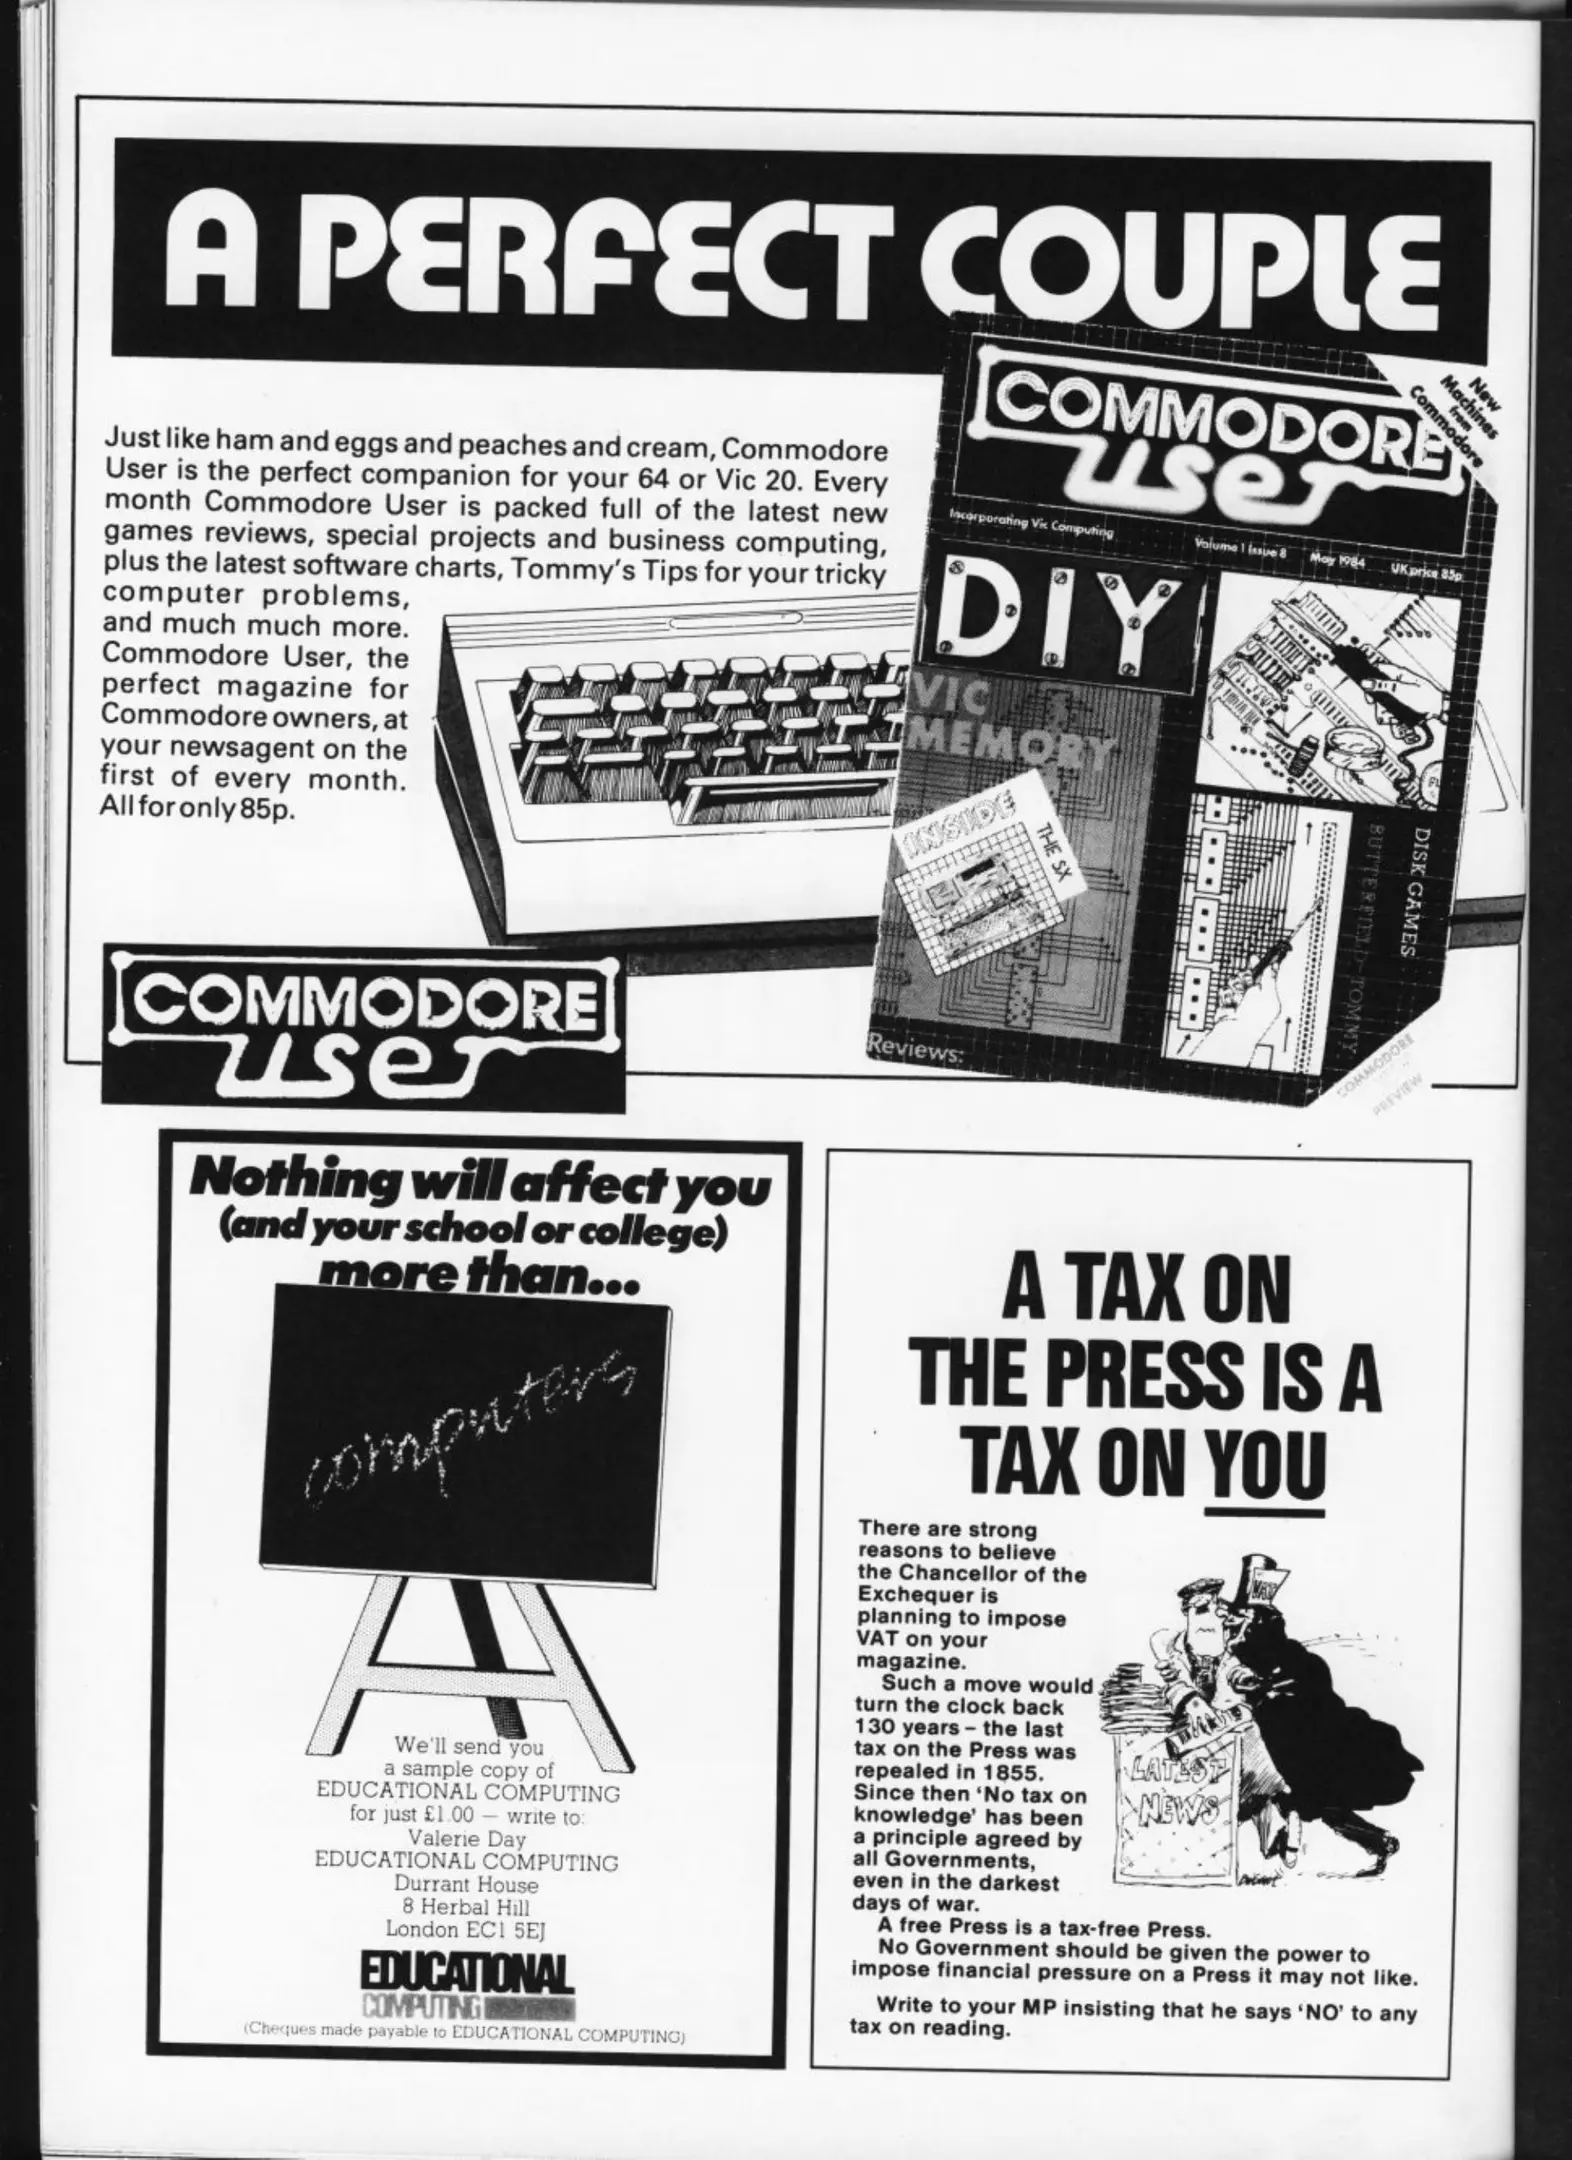 A PERFECT COUPLE
Just like ham and eggs and peaches and cream, Commodore
User is the perfect companion for your 64 or Vic 20. Every
month Commodore User is packed full of the latest new
games reviews, special projects and business computing,
plus the latest software charts, Tommy's Tips for your tricky
computer problems,
and much much more.
Commodore User, the
perfect magazine for
Commodore owners, at
your newsagent on the
first of every month.
All for only 85p.
New
Machines
from
Commodore
COMMODORE
user
Incorporating Vic Computing
Volume 1 Issue 8 May 1984 UK price 85p
DIY
VIC
MEMORY
INSIDE
THE SX
DISK GAMES
BUTTERFIELD-TOMMY
Reviews:
COMMODORE
PREVIEW
COMMODORE
user
Nothing will affect you
(and your school or college)
more than...
computers
We'll send you
a sample copy of
EDUCATIONAL COMPUTING
for just £1.00 — write to:
Valerie Day
EDUCATIONAL COMPUTING
Durrant House
8 Herbal Hill
London EC1 5EJ
EDUCATIONAL
COMPUTING
(Cheques made payable to EDUCATIONAL COMPUTING)
A TAX ON
THE PRESS IS A
TAX ON YOU
There are strong
reasons to believe
the Chancellor of the
Exchequer is
planning to impose
VAT on your
magazine.
Such a move would
turn the clock back
130 years – the last
tax on the Press was
repealed in 1855.
Since then 'No tax on
knowledge' has been
a principle agreed by
all Governments,
even in the darkest
days of war.
A free Press is a tax-free Press.
No Government should be given the power to
impose financial pressure on a Press it may not like.
Write to your MP insisting that he says 'NO' to any
tax on reading.
VAT
LATEST
NEWS